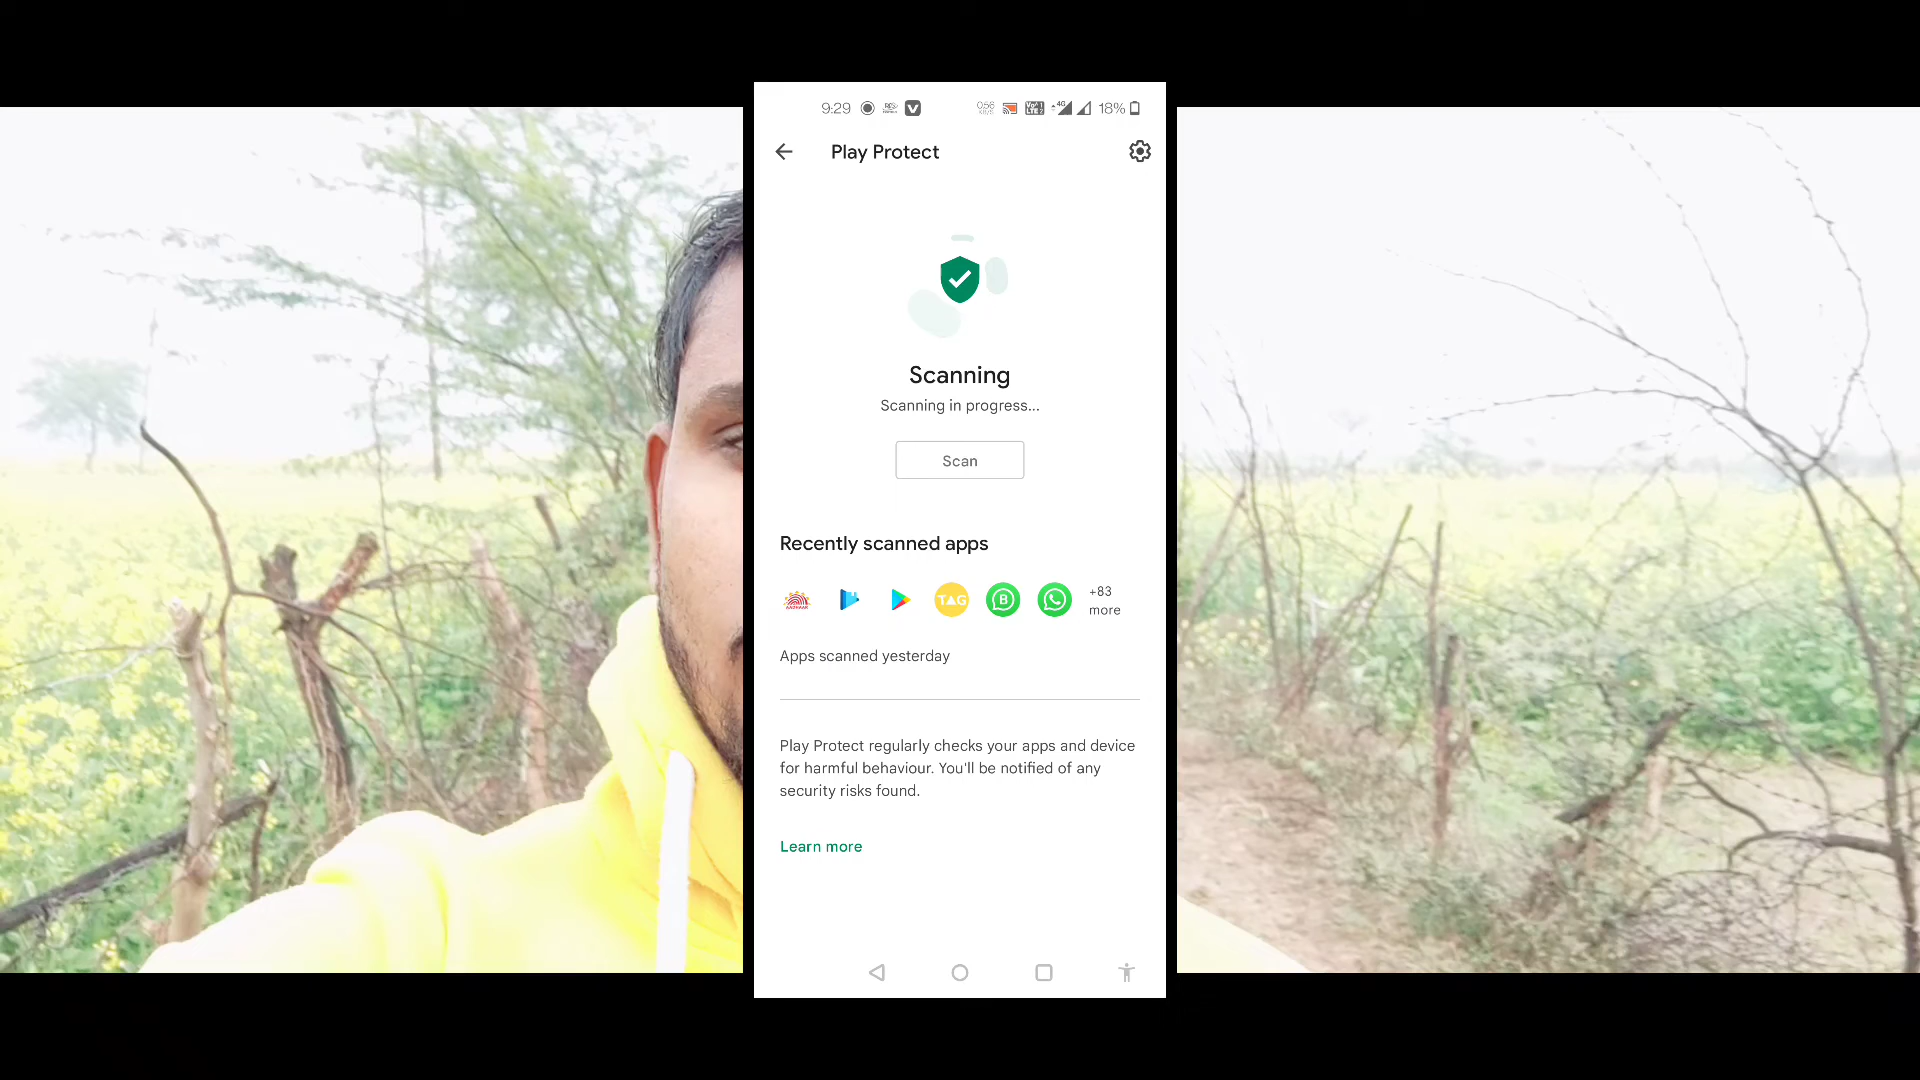 9:29
18%
Play Protect
Scanning
Scanning in progress...
Scan
Recently scanned apps
AADHAAR
TAG
B
+83
more
Apps scanned yesterday
Play Protect regularly checks your apps and device
for harmful behaviour. You'll be notified of any
security risks found.
Learn more